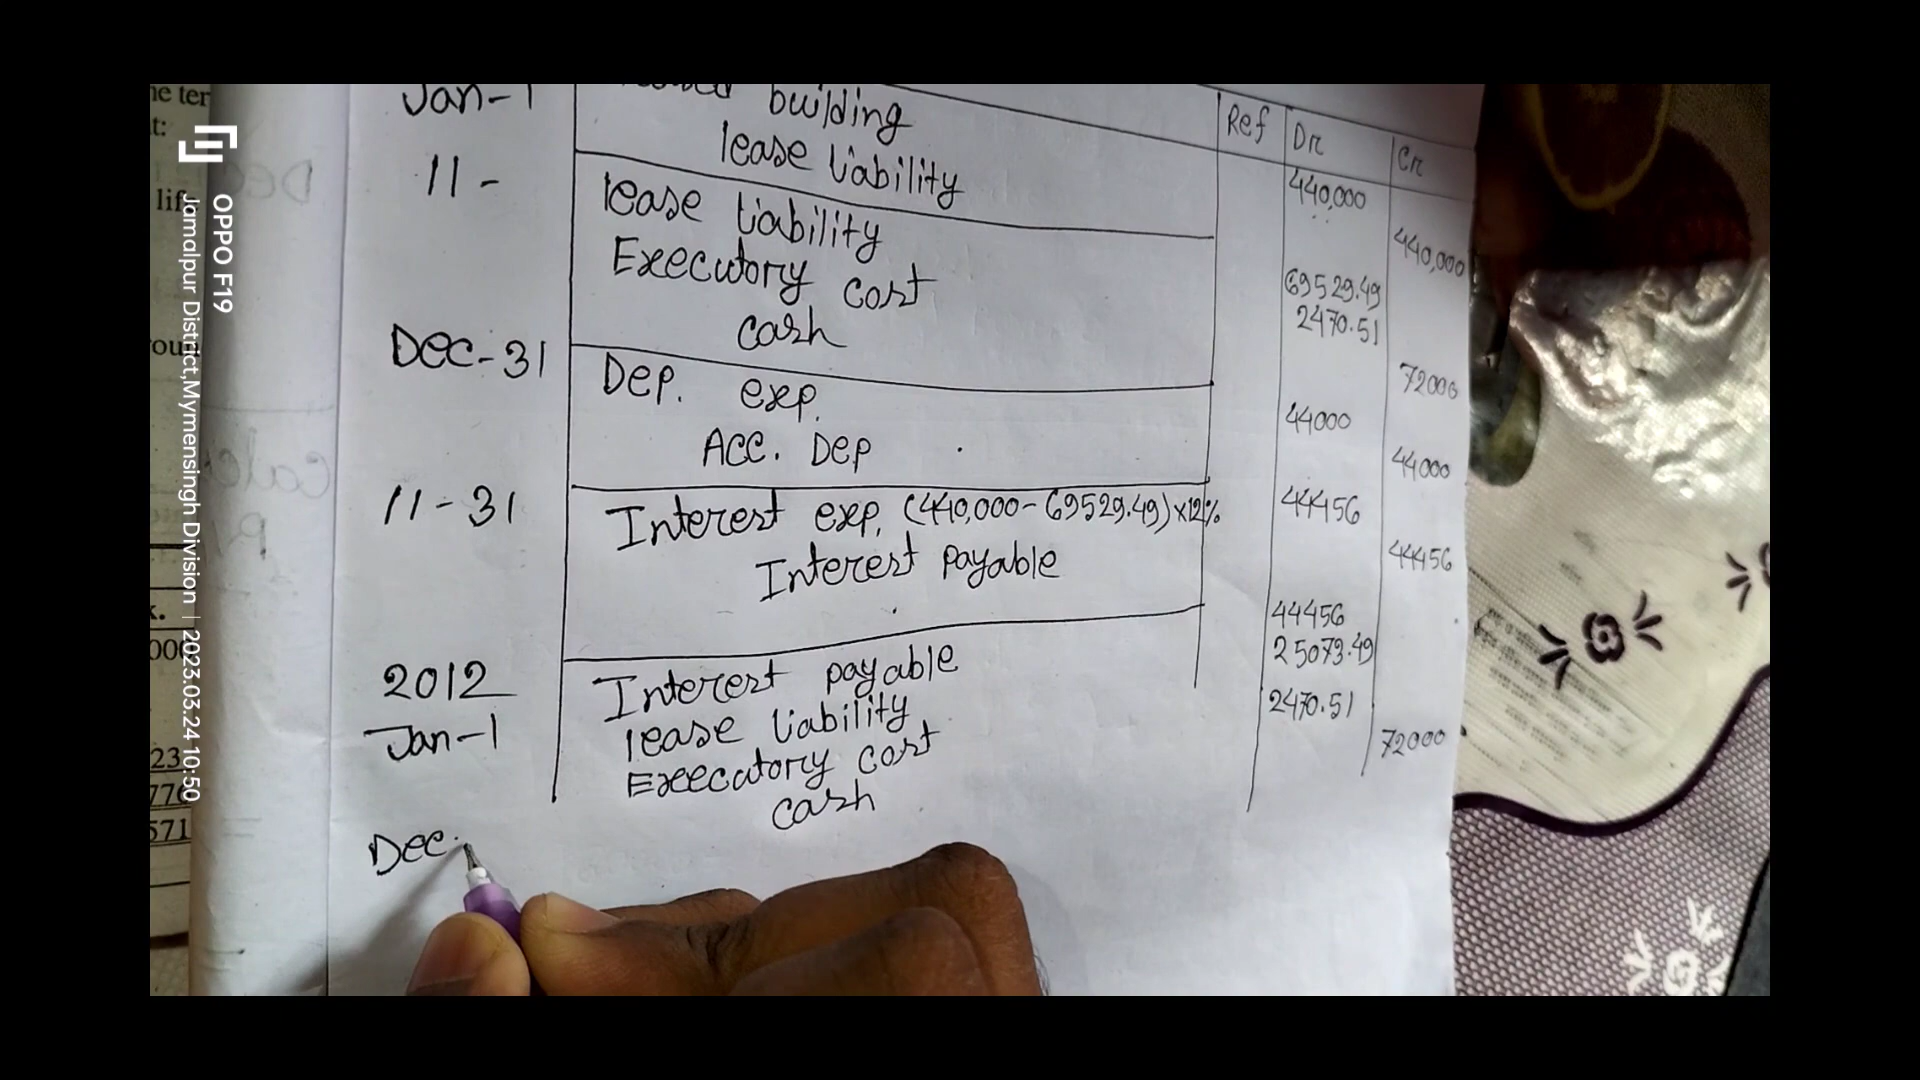 Jan-1 building Ref Dr Cr
lease liability 440,000
440,000
11- lease liability 69529.49
Executory cost 2470.51
cash 72000
Dec-31 Dep. exp. 44000
Acc. Dep 44000
11-31 Interest exp. (440,000-69529.49)x12% 44456
Interest payable 44456
2012
Jan-1 Interest payable 44456
lease liability 25073.49
Execatory cost 2470.51
cash 72000
Dec.
OPPO F19
Jamalpur District,Mymensingh Division | 2023.03.24 10:50